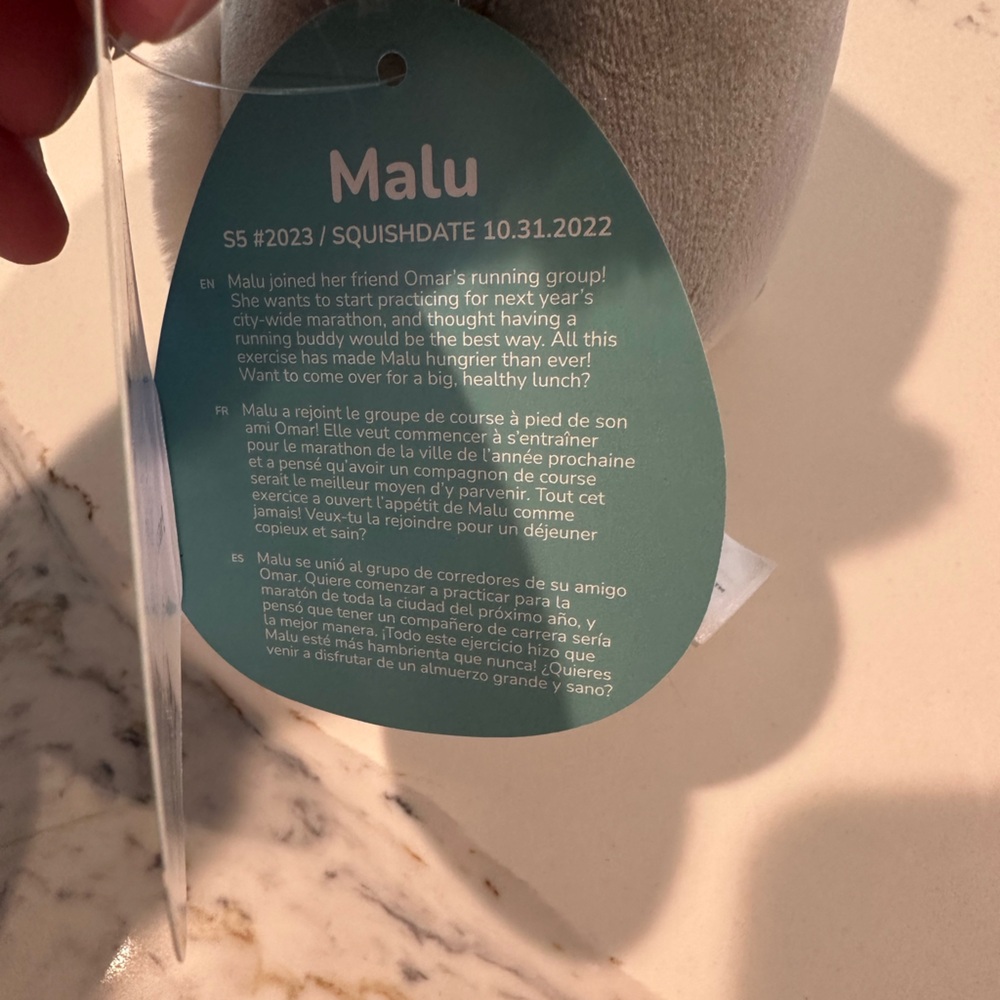 Malu
S5 #2023 / SQUISHDATE 10.31.2022
EN Malu joined her friend Omar's running group!
She wants to start practicing for next year's
city-wide marathon, and thought having a
running buddy would be the best way. All this
exercise has made Malu hungrier than ever!
Want to come over for a big, healthy lunch?
FR Malu a rejoint le groupe de course à pied de son
ami Omar! Elle veut commencer à s'entraîner
pour le marathon de la ville de l'année prochaine
et a pensé qu'avoir un compagnon de course
serait le meilleur moyen d'y parvenir. Tout cet
exercice a ouvert l'appétit de Malu comme
jamais! Veux-tu la rejoindre pour un déjeuner
copieux et sain?
ES Malu se unió al grupo de corredores de su amigo
Omar. Quiere comenzar a practicar para la
maratón de toda la ciudad del próximo año, y
pensó que tener un compañero de carrera sería
la mejor manera. ¡Todo este ejercicio hizo que
Malu esté más hambrienta que nunca! ¿Quieres
venir a disfrutar de un almuerzo grande y sano?